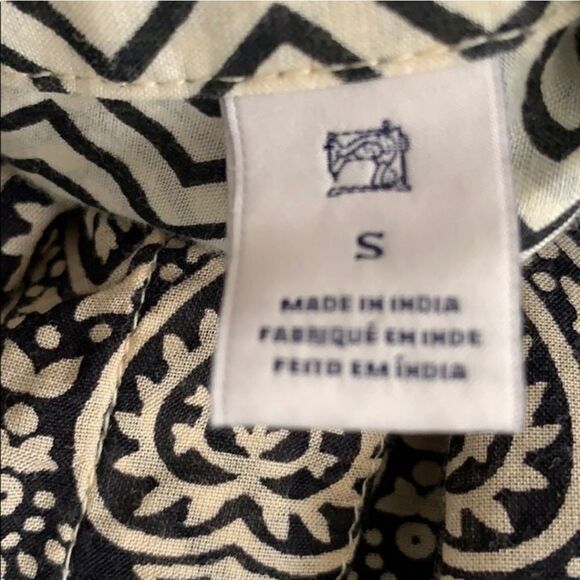 S
MADE IN INDIA
FABRIQUÉ EN INDE
FEITO EM ÍNDIA